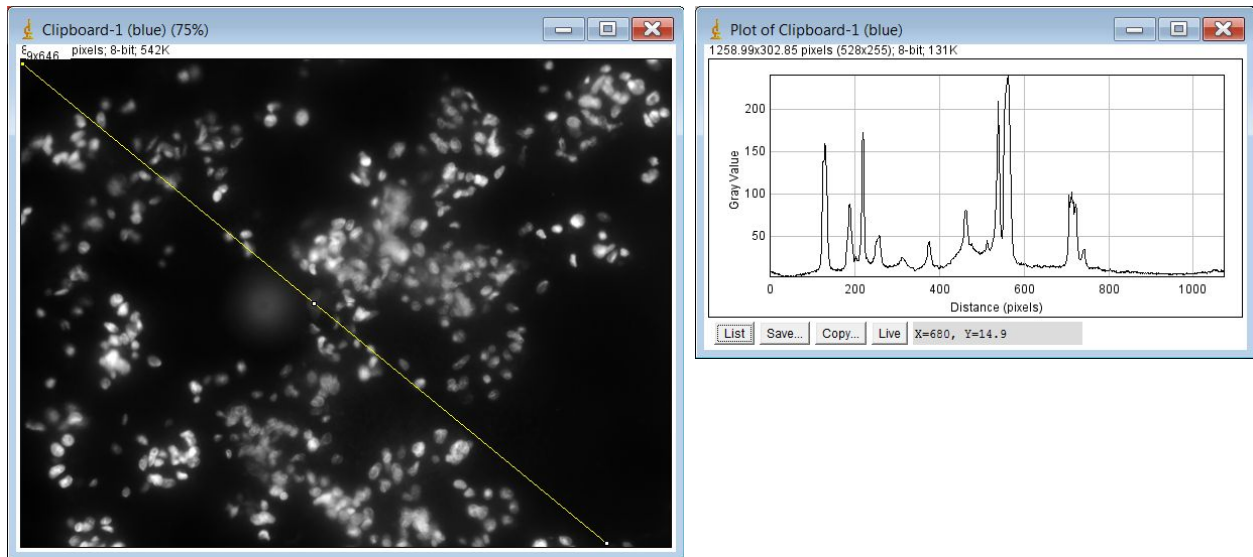 Clipboard-1 (blue) (75%)
9x646 pixels; 8-bit; 542K
Plot of Clipboard-1 (blue)
1258.99x302.85 pixels (528x255); 8-bit; 131K
200
150
100
50
Gray Value
0 200 400 600 800 1000
Distance (pixels)
List Save... Copy... Live X=680, Y=14.9